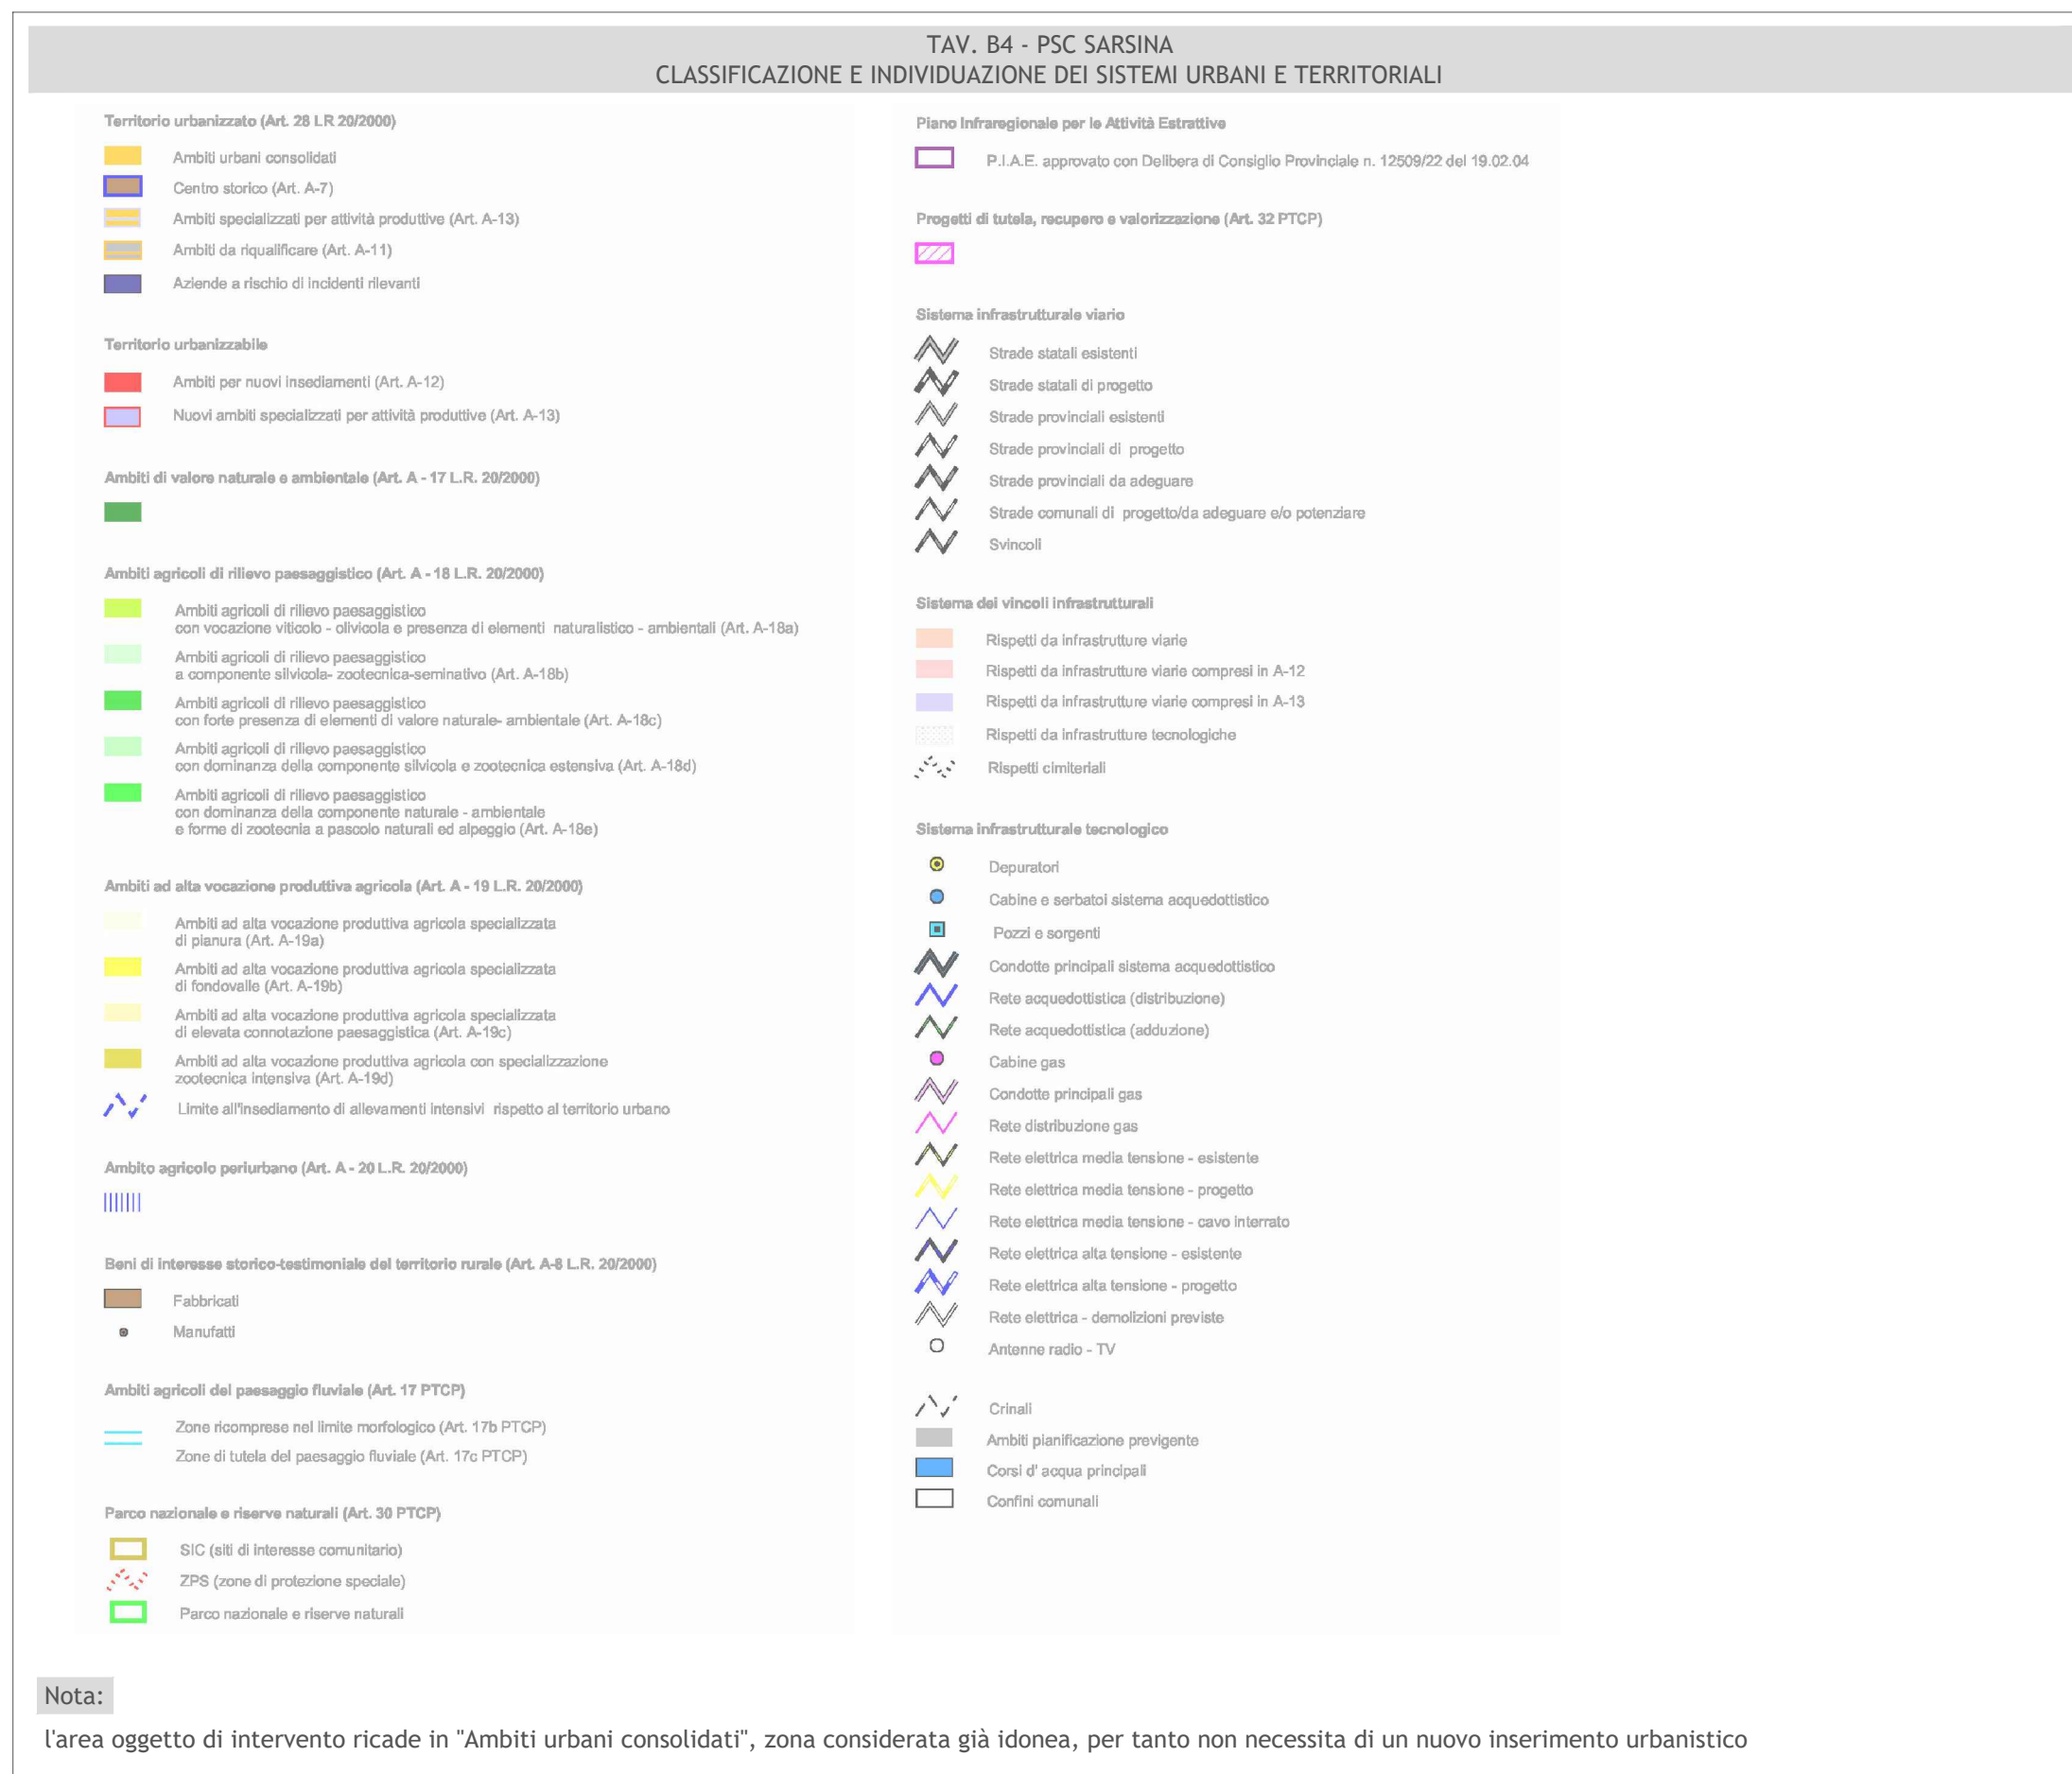 TAV. B4 - PSC SARSINA
CLASSIFICAZIONE E INDIVIDUAZIONE DEI SISTEMI URBANI E TERRITORIALI
Territorio urbanizzato (Art. 28 LR 20/2000)
Ambiti urbani consolidati
Centro storico (Art. A-7)
Ambiti specializzati per attività produttive (Art. A-13)
Ambiti da riqualificare (Art. A-11)
Aziende a rischio di incidenti rilevanti
Territorio urbanizzabile
Ambiti per nuovi insediamenti (Art. A-12)
Nuovi ambiti specializzati per attività produttive (Art. A-13)
Ambiti di valore naturale e ambientale (Art. A - 17 L.R. 20/2000)
Ambiti agricoli di rilievo paesaggistico (Art. A - 18 L.R. 20/2000)
Ambiti agricoli di rilievo paesaggistico
con vocazione viticolo - olivicola e presenza di elementi naturalistico - ambientali (Art. A-18a)
Ambiti agricoli di rilievo paesaggistico
a componente silvicola- zootecnica-seminativo (Art. A-18b)
Ambiti agricoli di rilievo paesaggistico
con forte presenza di elementi di valore naturale- ambientale (Art. A-18c)
Ambiti agricoli di rilievo paesaggistico
con dominanza della componente silvicola e zootecnica estensiva (Art. A-18d)
Ambiti agricoli di rilievo paesaggistico
con dominanza della componente naturale - ambientale
e forme di zootecnia a pascolo naturali ed alpeggio (Art. A-18e)
Ambiti ad alta vocazione produttiva agricola (Art. A - 19 L.R. 20/2000)
Ambiti ad alta vocazione produttiva agricola specializzata
di pianura (Art. A-19a)
Ambiti ad alta vocazione produttiva agricola specializzata
di fondovalle (Art. A-19b)
Ambiti ad alta vocazione produttiva agricola specializzata
di elevata connotazione paesaggistica (Art. A-19c)
Ambiti ad alta vocazione produttiva agricola con specializzazione
zootecnica intensiva (Art. A-19d)
Limite all'insediamento di allevamenti intensivi rispetto al territorio urbano
Ambito agricolo periurbano (Art. A - 20 L.R. 20/2000)
Beni di interesse storico-testimoniale del territorio rurale (Art. A-8 L.R. 20/2000)
Fabbricati
Manufatti
Ambiti agricoli del paesaggio fluviale (Art. 17 PTCP)
Zone ricomprese nel limite morfologico (Art. 17b PTCP)
Zone di tutela del paesaggio fluviale (Art. 17c PTCP)
Parco nazionale e riserve naturali (Art. 30 PTCP)
SIC (siti di interesse comunitario)
ZPS (zone di protezione speciale)
Parco nazionale e riserve naturali
Piano Infraregionale per le Attività Estrattive
P.I.A.E. approvato con Delibera di Consiglio Provinciale n. 12509/22 del 19.02.04
Progetti di tutela, recupero e valorizzazione (Art. 32 PTCP)
Sistema infrastrutturale viario
Strade statali esistenti
Strade statali di progetto
Strade provinciali esistenti
Strade provinciali di progetto
Strade provinciali da adeguare
Strade comunali di progetto/da adeguare e/o potenziare
Svincoli
Sistema dei vincoli infrastrutturali
Rispetti da infrastrutture viarie
Rispetti da infrastrutture viarie compresi in A-12
Rispetti da infrastrutture viarie compresi in A-13
Rispetti da infrastrutture tecnologiche
Rispetti cimiteriali
Sistema infrastrutturale tecnologico
Depuratori
Cabine e serbatoi sistema acquedottistico
Pozzi e sorgenti
Condotte principali sistema acquedottistico
Rete acquedottistica (distribuzione)
Rete acquedottistica (adduzione)
Cabine gas
Condotte principali gas
Rete distribuzione gas
Rete elettrica media tensione - esistente
Rete elettrica media tensione - progetto
Rete elettrica media tensione - cavo interrato
Rete elettrica alta tensione - esistente
Rete elettrica alta tensione - progetto
Rete elettrica - demolizioni previste
Antenne radio - TV
Crinali
Ambiti pianificazione previgente
Corsi d' acqua principali
Confini comunali
Nota:
l'area oggetto di intervento ricade in "Ambiti urbani consolidati", zona considerata già idonea, per tanto non necessita di un nuovo inserimento urbanistico